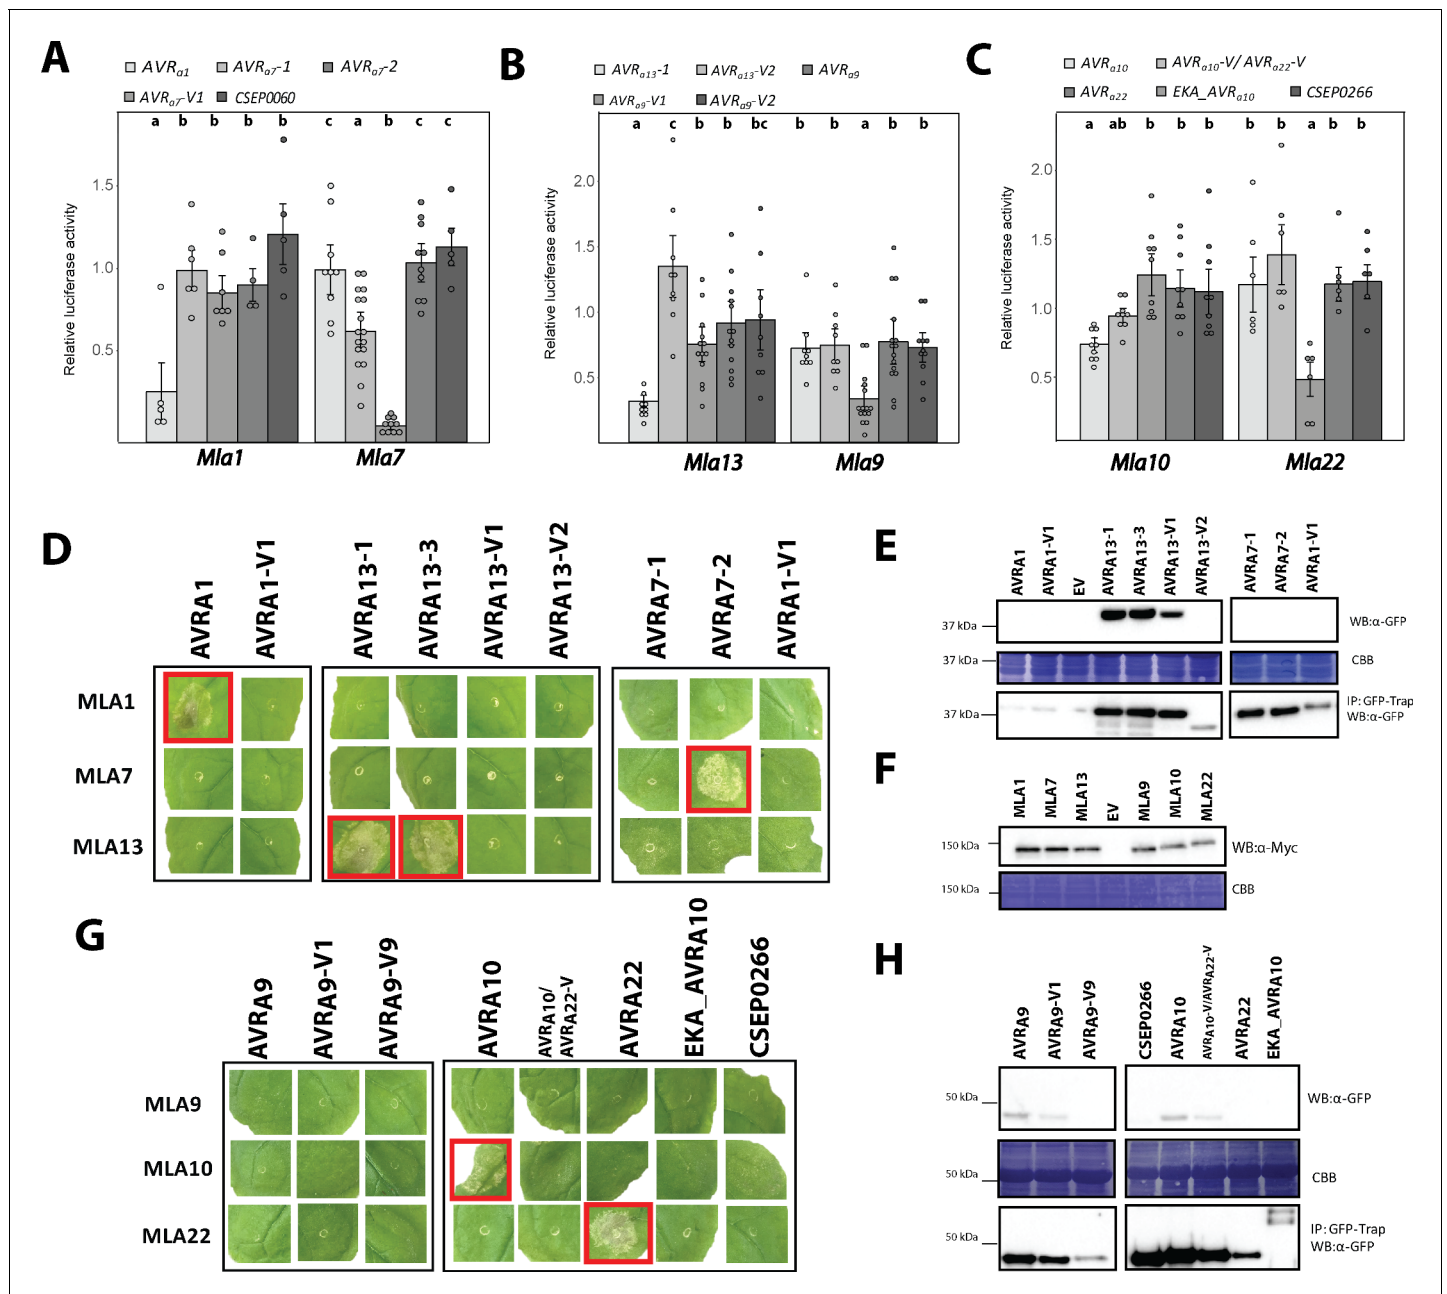 A
AVRa1 AVRa7-1 AVRa7-2
AVRa7-V1 CSEP0060
a b b b b c a b c c
Relative luciferase activity
1.5
1.0
0.5
Mla1 Mla7
B
AVRa13-1 AVRa13-V2 AVRa9
AVRa9-V1 AVRa9-V2
a c b b bc b b a b b
Relative luciferase activity
2.0
1.5
1.0
0.5
Mla13 Mla9
C
AVRa10 AVRa10-V/ AVRa22-V
AVRa22 EKA_AVRa10 CSEP0266
a ab b b b b b a b b
Relative luciferase activity
2.0
1.5
1.0
0.5
Mla10 Mla22
D
AVRA1 AVRA1-V1 AVRA13-1 AVRA13-3 AVRA13-V1 AVRA13-V2 AVRA7-1 AVRA7-2 AVRA1-V1
MLA1
MLA7
MLA13
E
AVRA1 AVRA1-V1 EV AVRA13-1 AVRA13-3 AVRA13-V1 AVRA13-V2 AVRA7-1 AVRA7-2 AVRA1-V1
37 kDa WB:α-GFP
37 kDa CBB
37 kDa IP: GFP-Trap
WB:α-GFP
F
MLA1 MLA7 MLA13 EV MLA9 MLA10 MLA22
150 kDa WB:α-Myc
150 kDa CBB
G
AVRA9 AVRA9-V1 AVRA9-V9 AVRA10 AVRA10/ AVRA22-V AVRA22 EKA_AVRA10 CSEP0266
MLA9
MLA10
MLA22
H
AVRA9 AVRA9-V1 AVRA9-V9 CSEP0266 AVRA10 AVRA10-V/AVRA22-V AVRA22 EKA_AVRA10
50 kDa WB:α-GFP
50 kDa CBB
50 kDa IP: GFP-Trap
WB:α-GFP